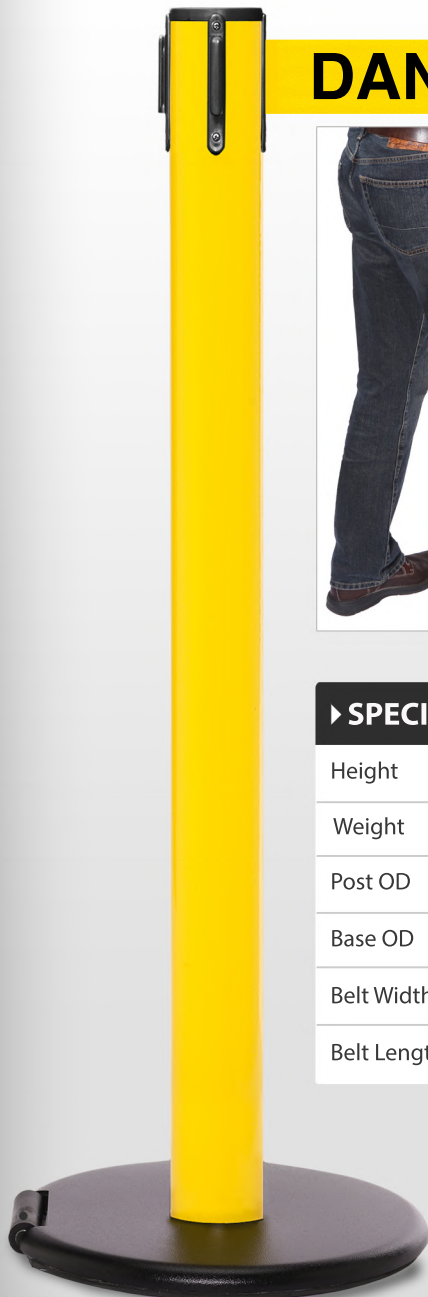 DAN
SPECI
Height
Weight
Post OD
Base OD
Belt Width
Belt Lengt